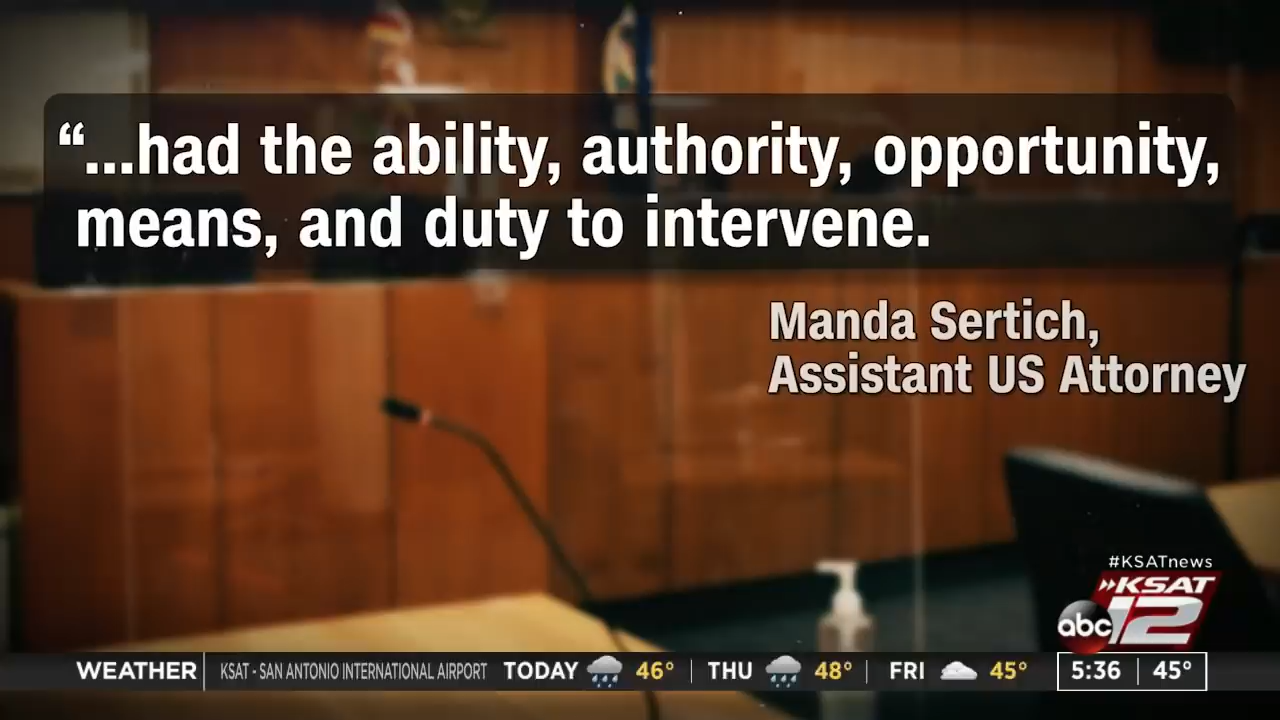 “...had the ability, authority, opportunity,
means, and duty to intervene.
Manda Sertich,
Assistant US Attorney
#KSATnews
KSAT
abc 12
WEATHER KSAT - SAN ANTONIO INTERNATIONAL AIRPORT TODAY 46° THU 48° FRI 45° 5:36 45°